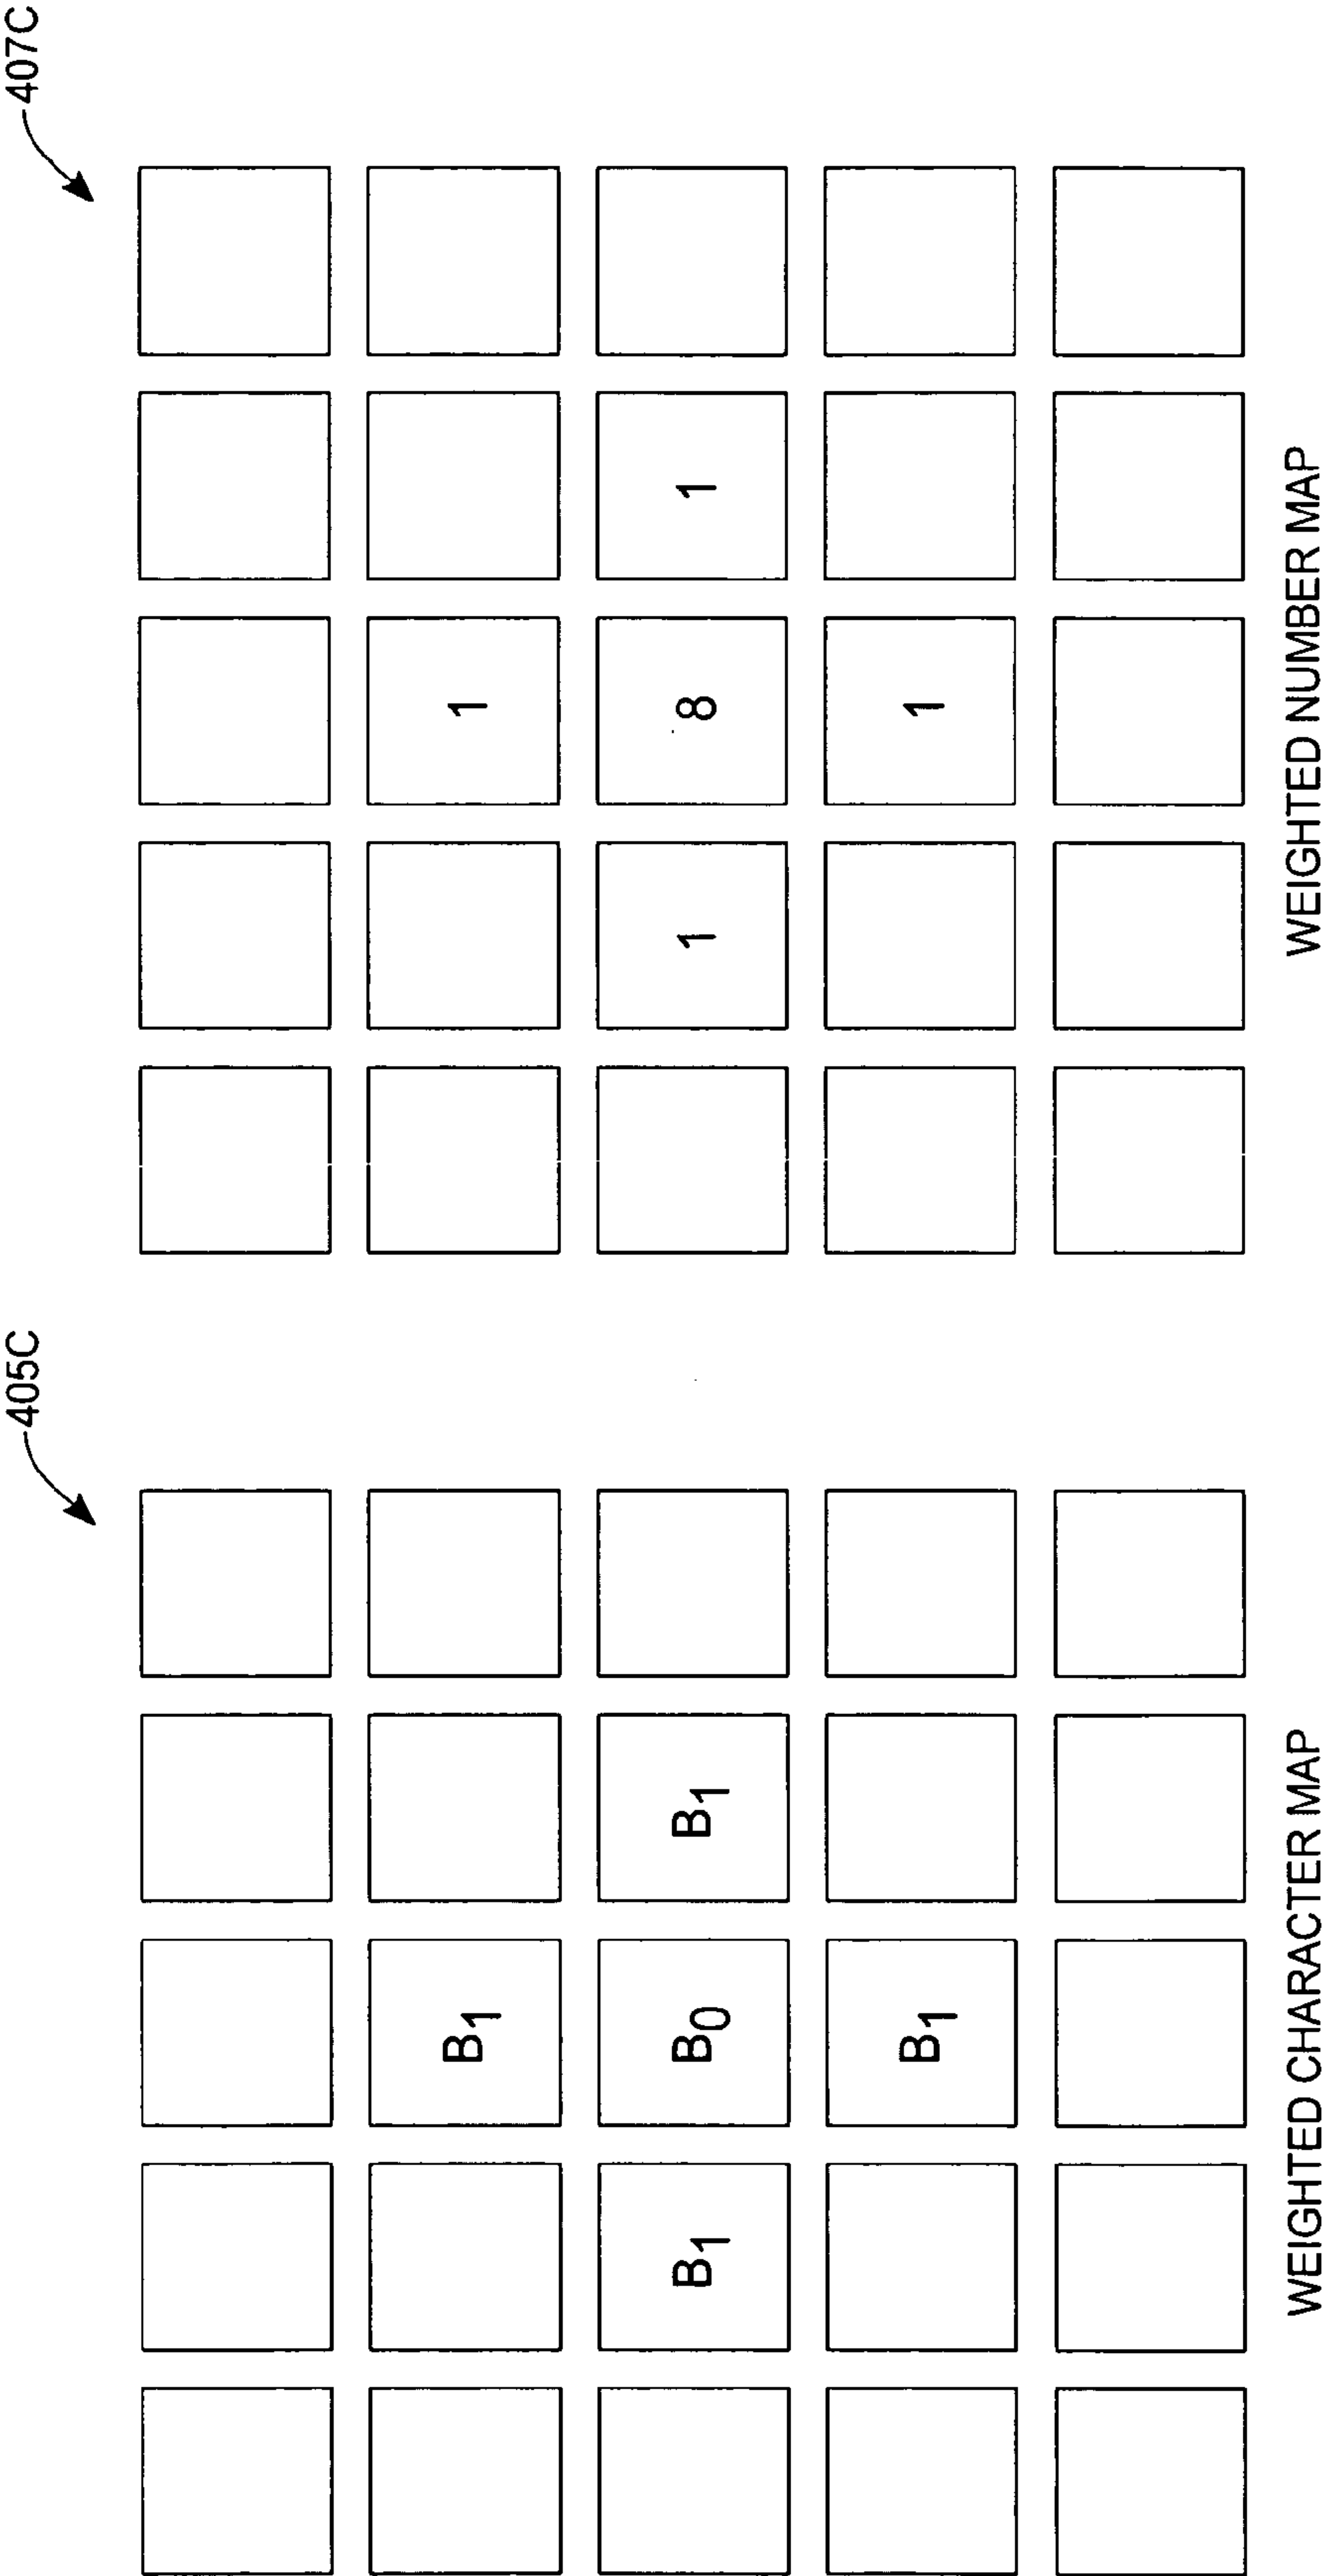 405C
407C
B1
1
B1 B0 B1
1 8 1
B1
1
WEIGHTED CHARACTER MAP
WEIGHTED NUMBER MAP